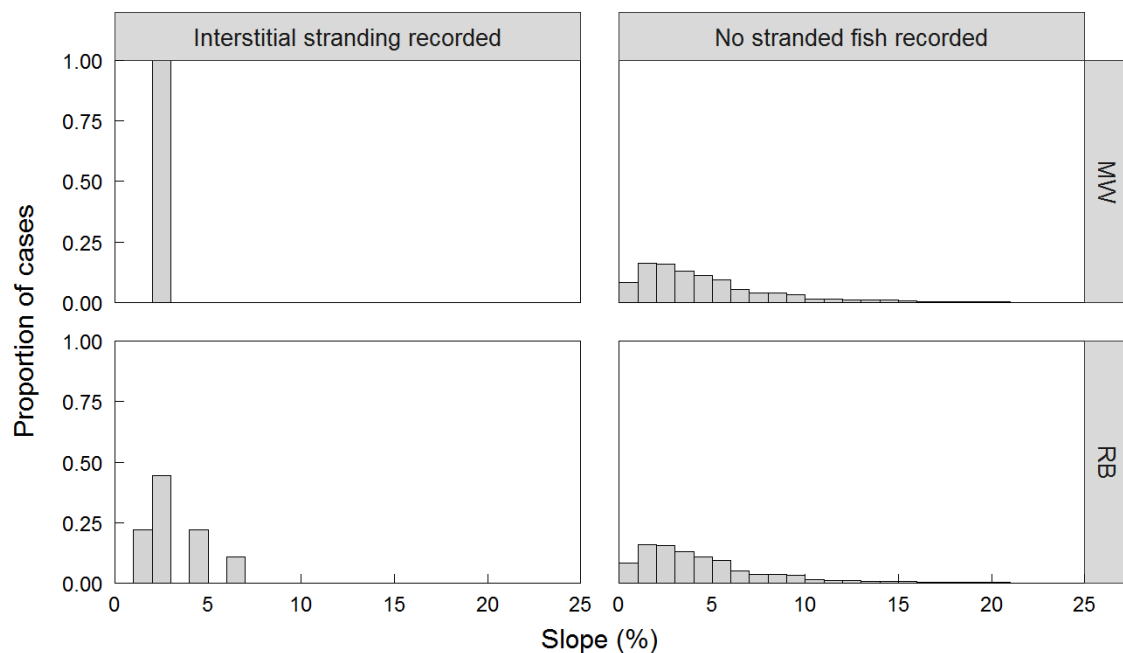 Interstitial stranding recorded
No stranded fish recorded
1.00
0.75
0.50
0.25
0.00
MW
1.00
0.75
0.50
0.25
0.00
RB
Proportion of cases
0 5 10 15 20 25
0 5 10 15 20 25
Slope (%)